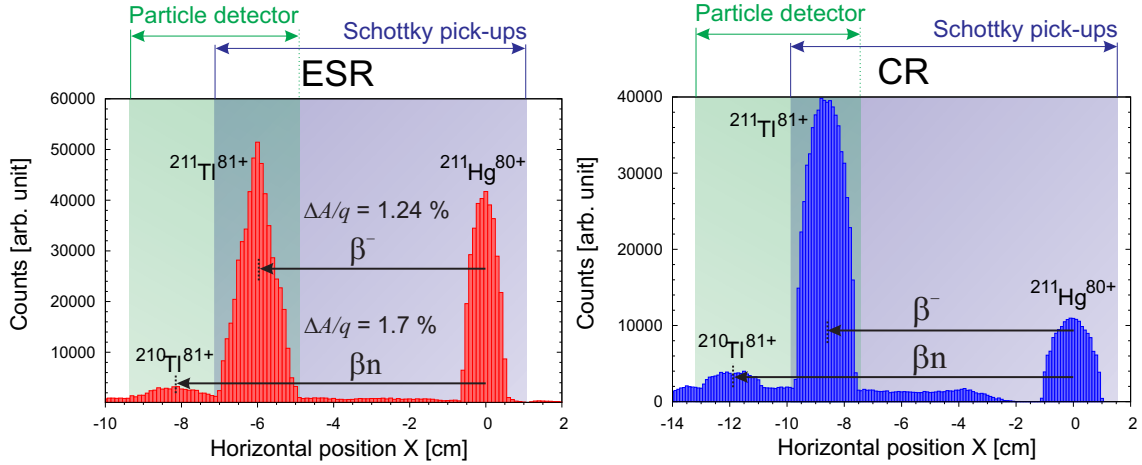 Particle detector
Schottky pick-ups
ESR
60000
50000
40000
30000
20000
10000
Counts [arb. unit]
²¹¹Tl⁸¹⁺
²¹¹Hg⁸⁰⁺
ΔA/q = 1.24 %
β⁻
ΔA/q = 1.7 %
²¹⁰Tl⁸¹⁺
βn
-10 -8 -6 -4 -2 0 2
Horizontal position X [cm]
Particle detector
Schottky pick-ups
CR
40000
30000
20000
10000
0
Counts [arb. unit]
²¹¹Tl⁸¹⁺
²¹¹Hg⁸⁰⁺
β⁻
²¹⁰Tl⁸¹⁺
βn
-14 -12 -10 -8 -6 -4 -2 0 2
Horizontal position X [cm]